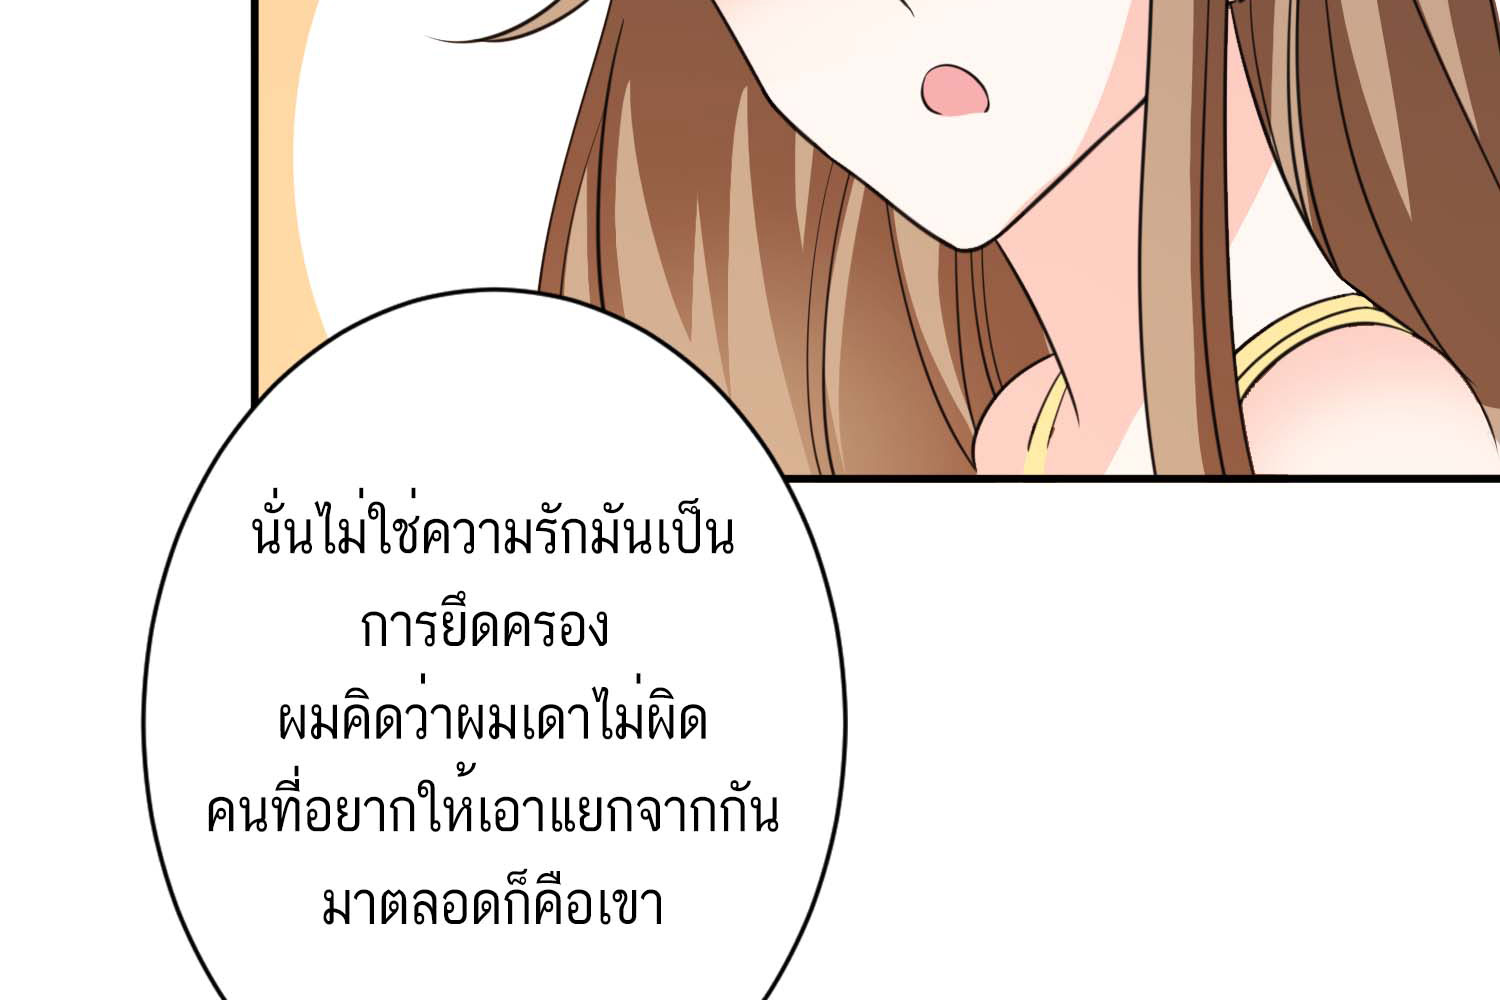 นั่นไม่ใช่ความรักมันเป็น
การยึดครอง
ผมคิดว่าผมเดาไม่ผิด
คนที่อยากให้เอาแยกจากกัน
มาตลอดก็คือเขา